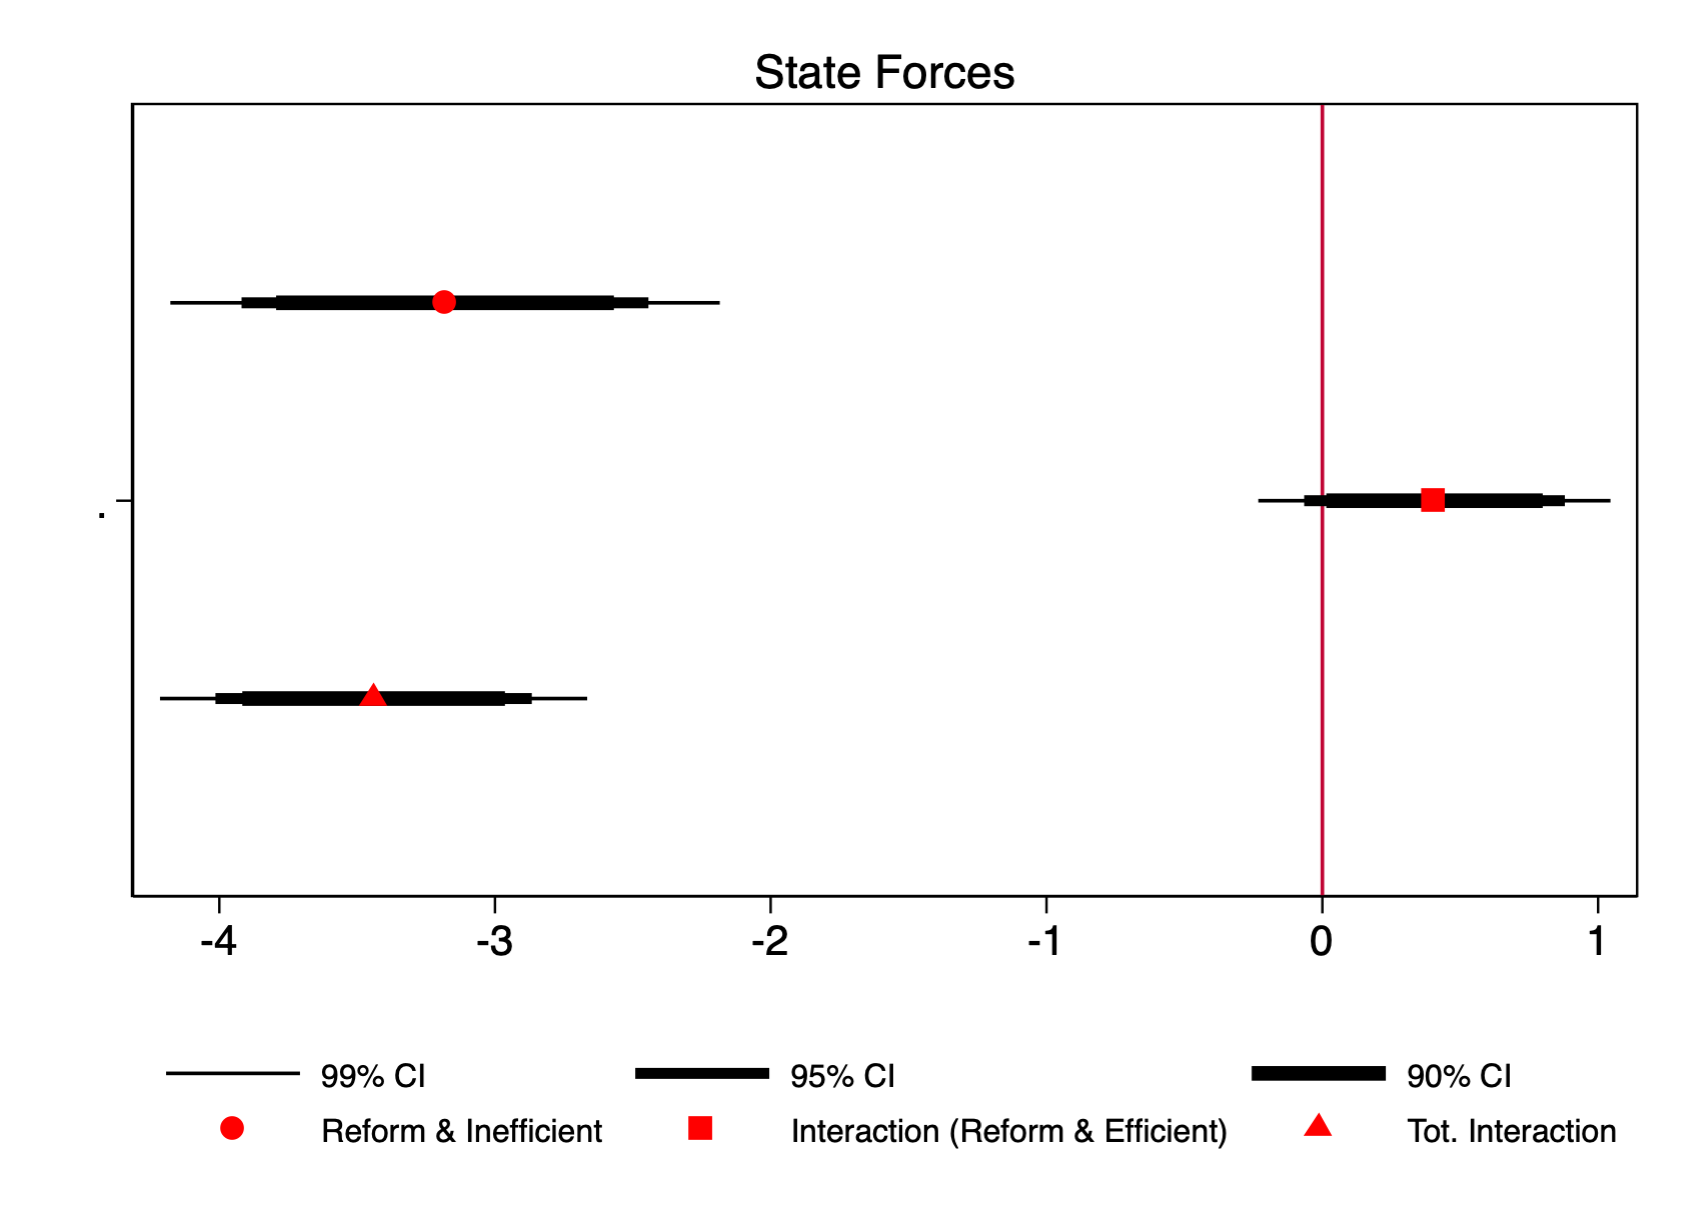 State Forces
.
-4 -3 -2 -1 0 1
99% CI 95% CI 90% CI
Reform & Inefficient Interaction (Reform & Efficient) Tot. Interaction